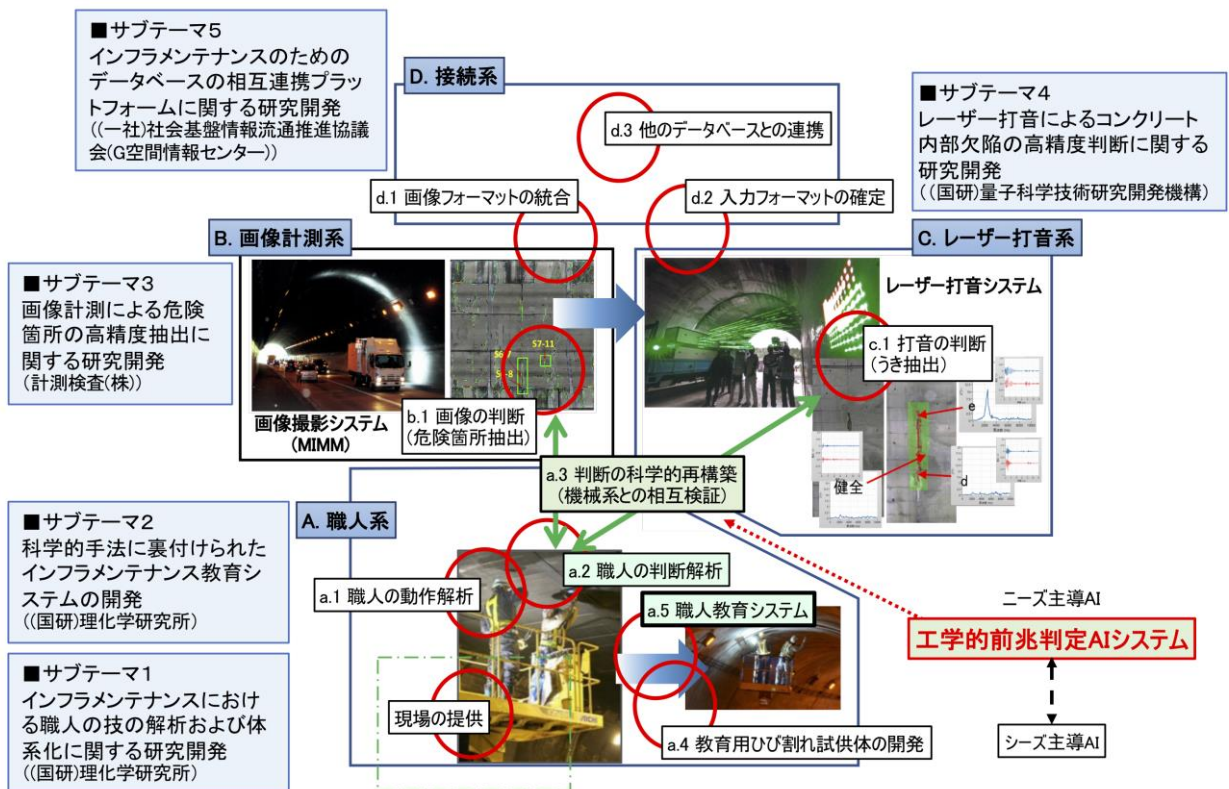 ■サブテーマ5
インフラメンテナンスのための
データベースの相互連携プラッ
トフォームに関する研究開発
((一社)社会基盤情報流通推進協議
会(G空間情報センター))
D. 接続系
d.3 他のデータベースとの連携
d.1 画像フォーマットの統合
d.2 入力フォーマットの確定
■サブテーマ4
レーザー打音によるコンクリート
内部欠陥の高精度判断に関する
研究開発
((国研)量子科学技術研究開発機構)
B. 画像計測系
C. レーザー打音系
■サブテーマ3
画像計測による危険
箇所の高精度抽出に
関する研究開発
(計測検査(株))
57-11
画像撮影システム
(MIMM)
b.1 画像の判断
(危険箇所抽出)
レーザー打音システム
c.1 打音の判断
(うき抽出)
e
健全
d
a.3 判断の科学的再構築
(機械系との相互検証)
■サブテーマ2
科学的手法に裏付けられた
インフラメンテナンス教育シ
ステムの開発
((国研)理化学研究所)
A. 職人系
a.1 職人の動作解析
a.2 職人の判断解析
a.5 職人教育システム
現場の提供
a.4 教育用ひび割れ試供体の開発
■サブテーマ1
インフラメンテナンスにおけ
る職人の技の解析および体
系化に関する研究開発
((国研)理化学研究所)
ニーズ主導AI
工学的前兆判定AIシステム
シーズ主導AI